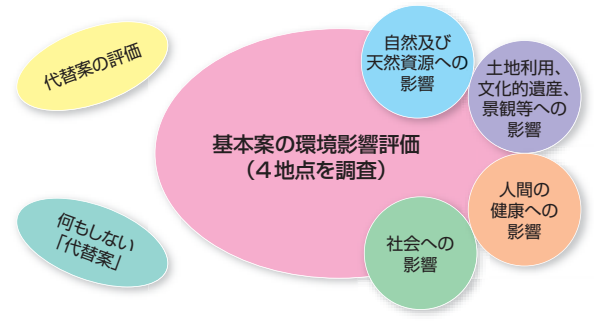 代替案の評価
何もしない
「代替案」
基本案の環境影響評価
（4地点を調査）
自然及び
天然資源への
影響
土地利用、
文化的遺産、
景観等への
影響
人間の
健康への
影響
社会への
影響